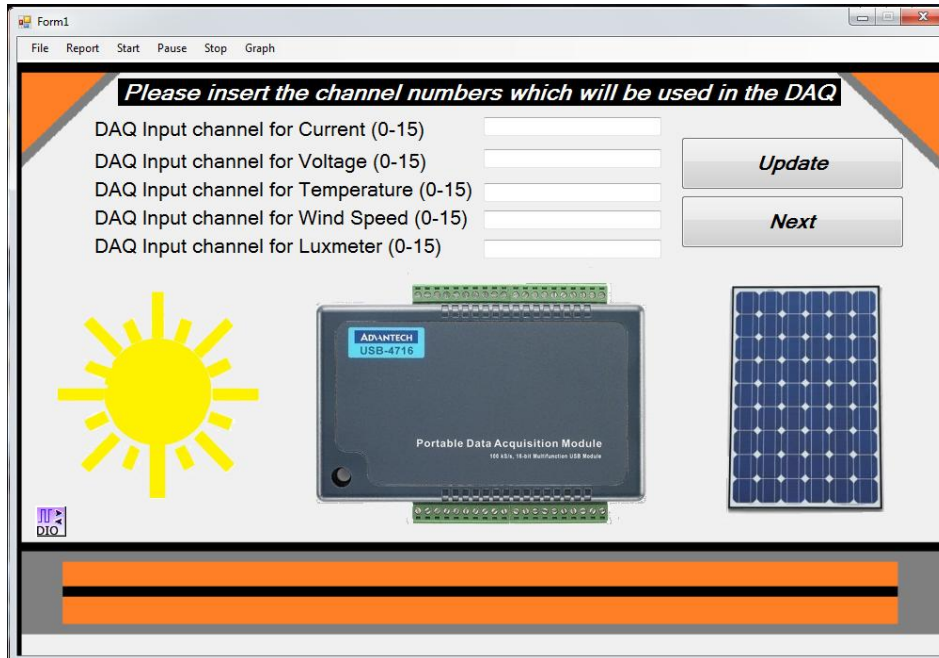 Form1
File Report Start Pause Stop Graph
Please insert the channel numbers which will be used in the DAQ
DAQ Input channel for Current (0-15)
DAQ Input channel for Voltage (0-15)
DAQ Input channel for Temperature (0-15)
DAQ Input channel for Wind Speed (0-15)
DAQ Input channel for Luxmeter (0-15)
Update
Next
ADVANTECH
USB-4716
Portable Data Acquisition Module
100 kS/s, 16-bit Multifunction USB Module
DIO